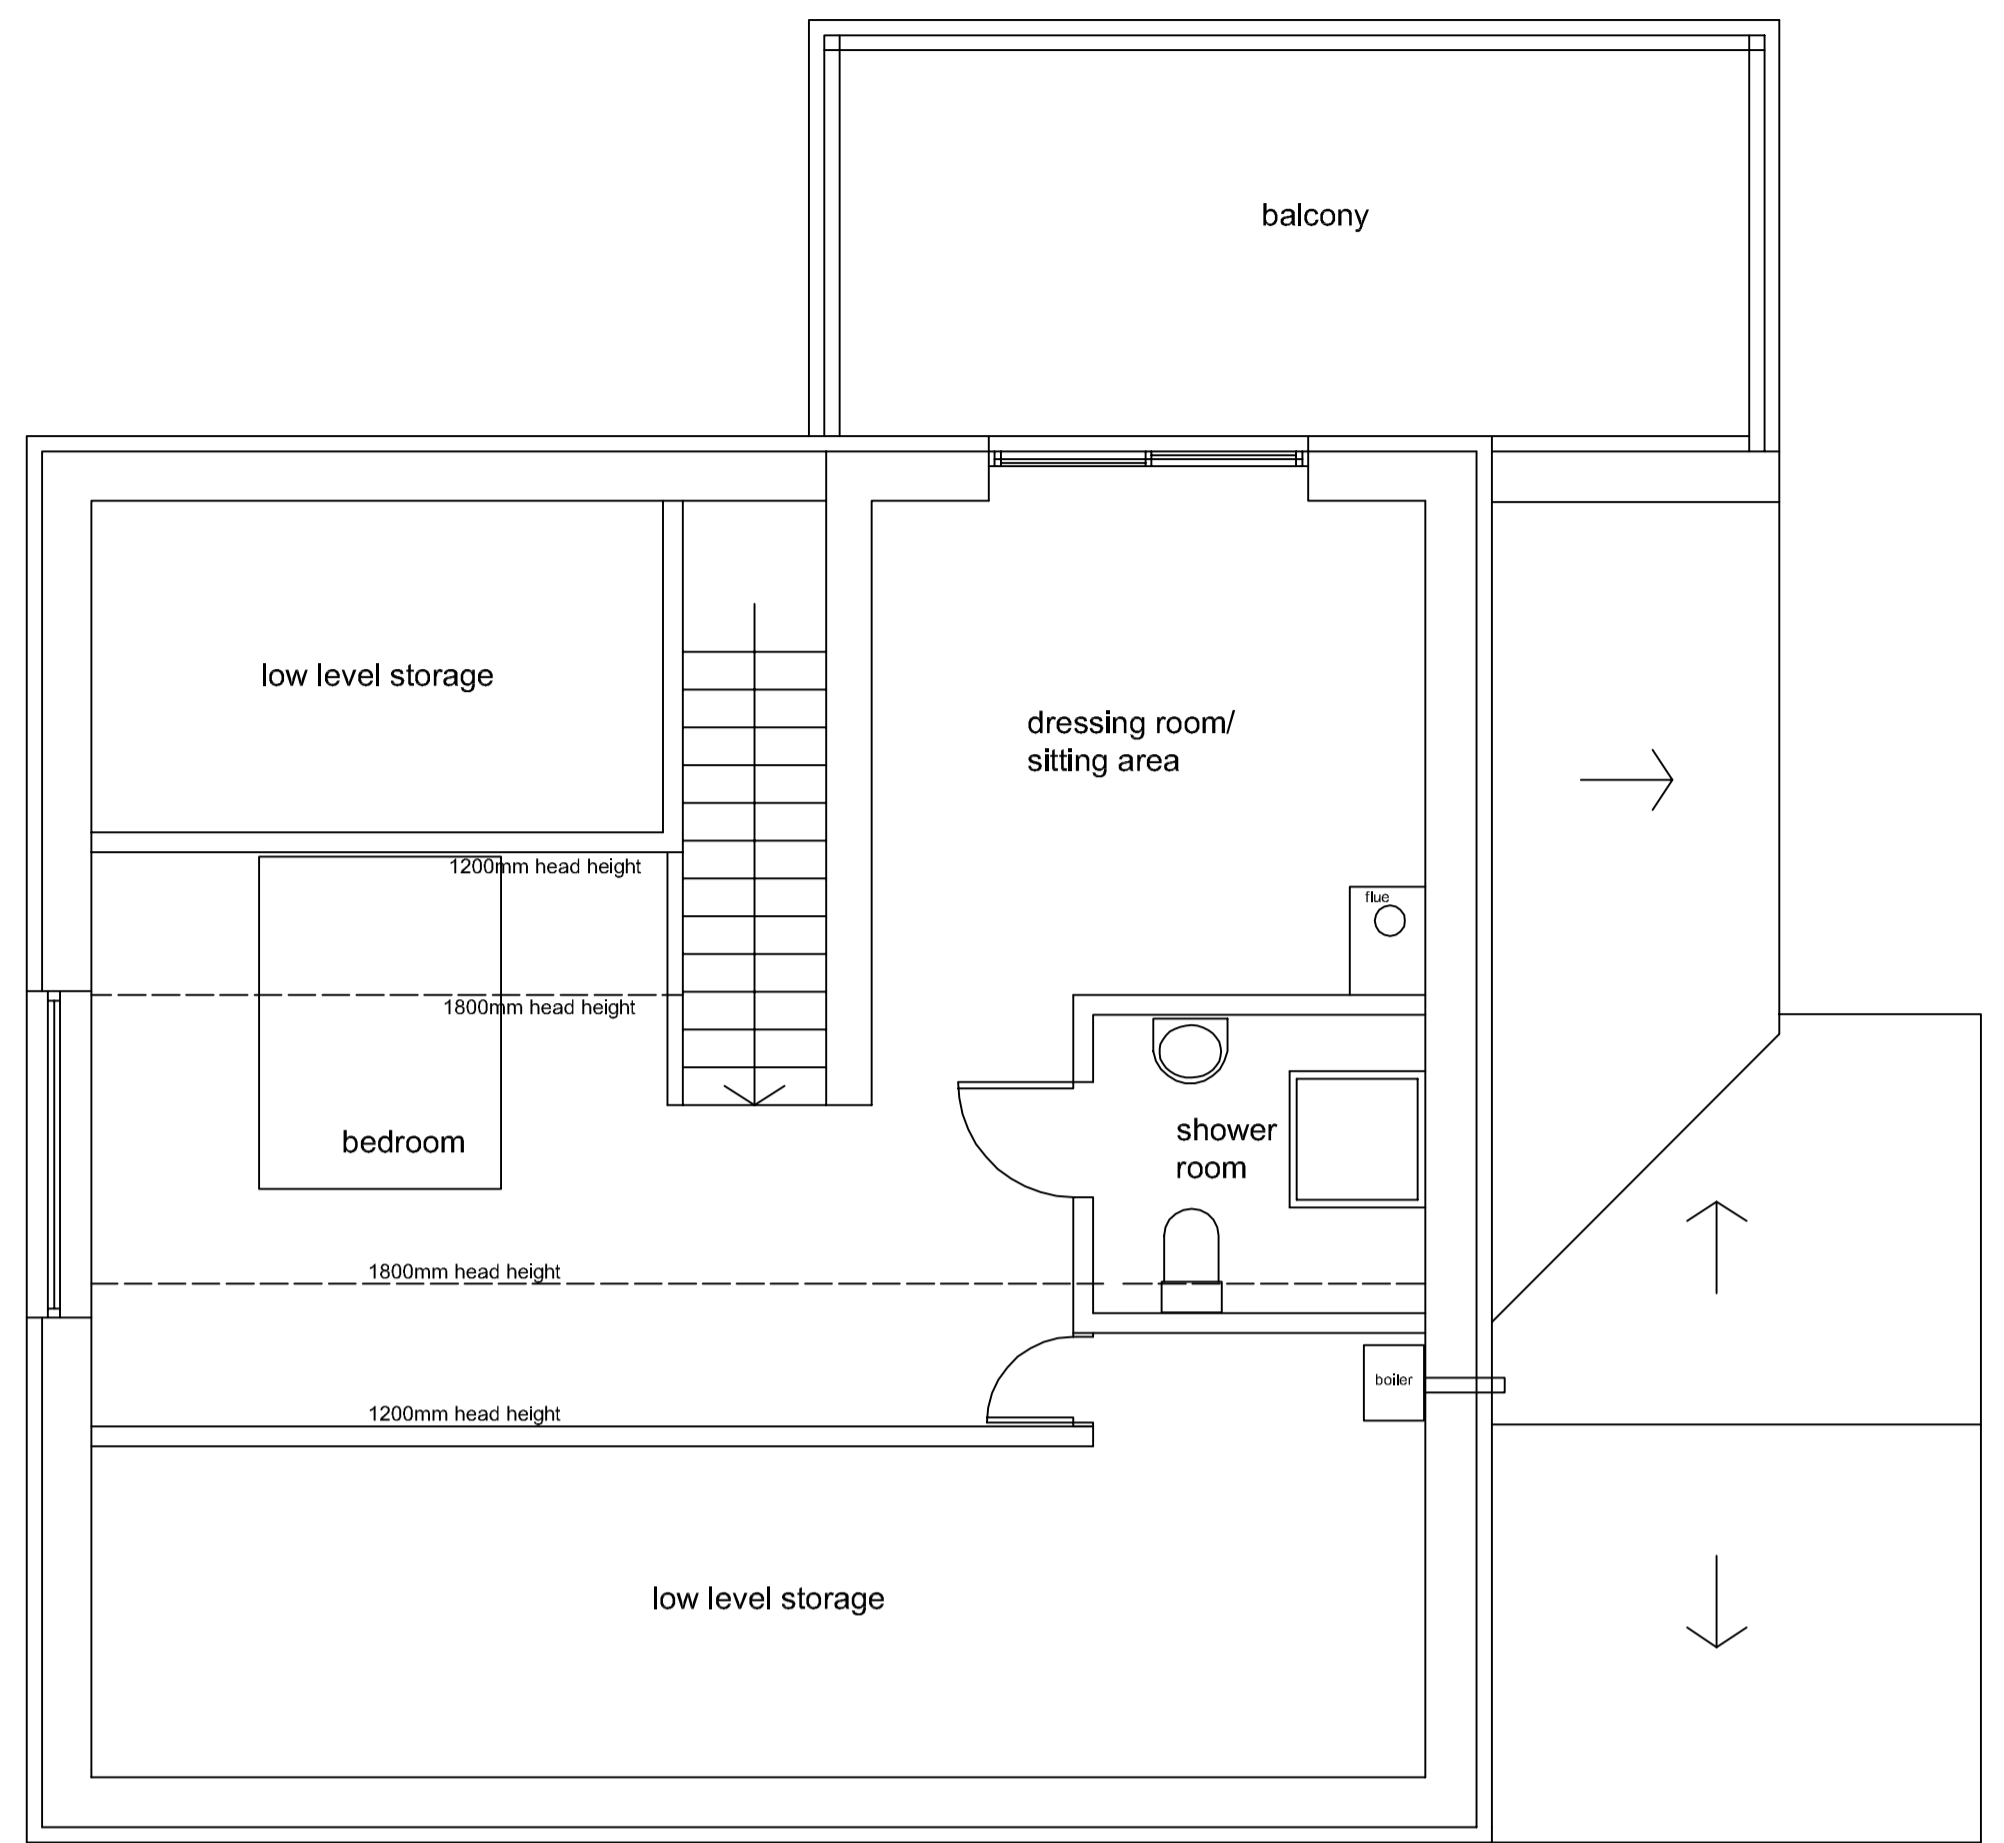 balcony
low level storage
dressing room/
sitting area
1200mm head height
flue
1800mm head height
shower
room
bedroom
1800mm head height
boiler
1200mm head height
low level storage